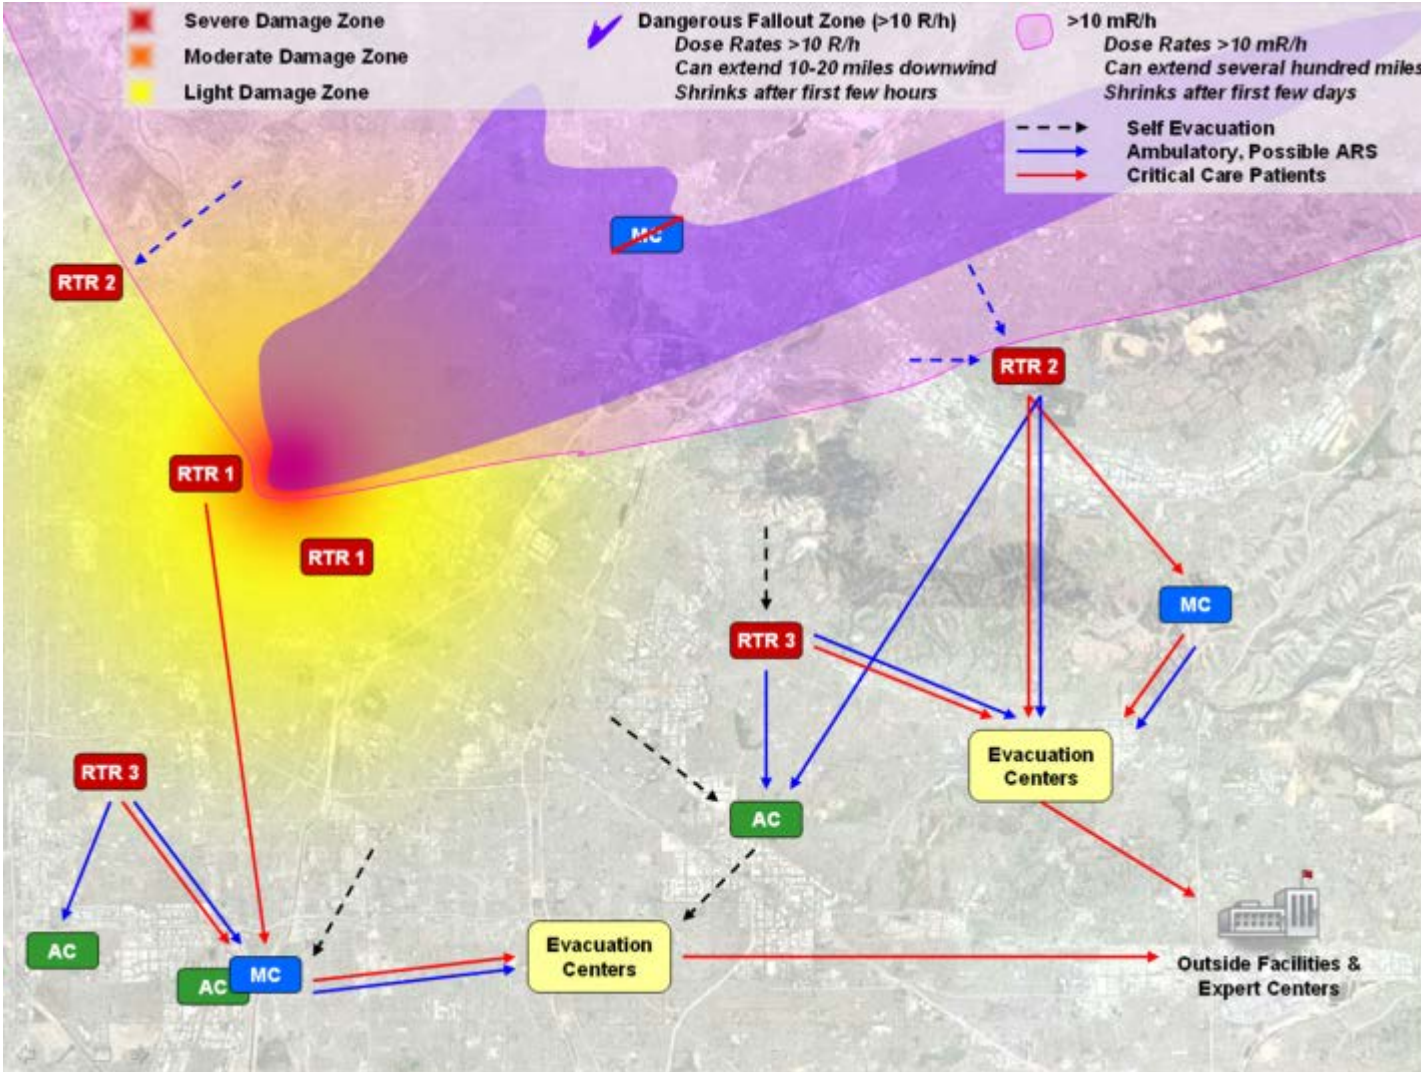 Severe Damage Zone
Moderate Damage Zone
Light Damage Zone
Dangerous Fallout Zone (>10 R/h)
Dose Rates >10 R/h
Can extend 10-20 miles downwind
Shrinks after first few hours
>10 mR/h
Dose Rates >10 mR/h
Can extend several hundred miles
Shrinks after first few days
Self Evacuation
Ambulatory, Possible ARS
Critical Care Patients
MC
RTR 2
RTR 2
RTR 1
RTR 1
MC
RTR 3
RTR 3
Evacuation
Centers
AC
AC
AC
MC
Evacuation
Centers
Outside Facilities &
Expert Centers